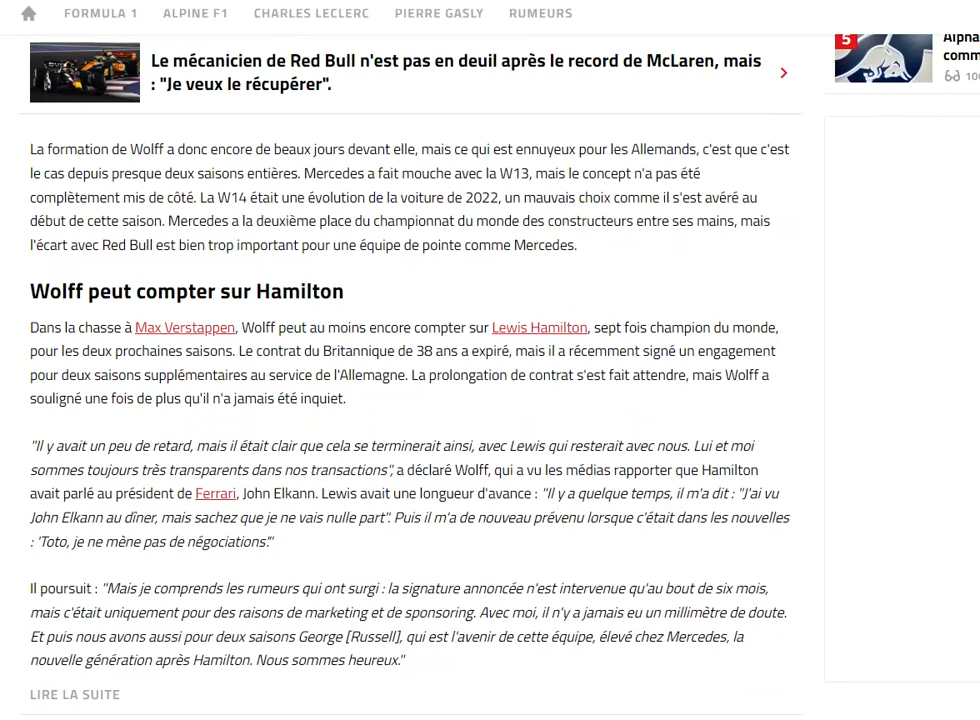 FORMULA 1 ALPINE F1 CHARLES LECLERC PIERRE GASLY RUMEURS
Le mécanicien de Red Bull n'est pas en deuil après le record de McLaren, mais
: "Je veux le récupérer".
5
Alpha
comm
100
La formation de Wolff a donc encore de beaux jours devant elle, mais ce qui est ennuyeux pour les Allemands, c'est que c'est
le cas depuis presque deux saisons entières. Mercedes a fait mouche avec la W13, mais le concept n'a pas été
complètement mis de côté. La W14 était une évolution de la voiture de 2022, un mauvais choix comme il s'est avéré au
début de cette saison. Mercedes a la deuxième place du championnat du monde des constructeurs entre ses mains, mais
l'écart avec Red Bull est bien trop important pour une équipe de pointe comme Mercedes.
Wolff peut compter sur Hamilton
Dans la chasse à Max Verstappen, Wolff peut au moins encore compter sur Lewis Hamilton, sept fois champion du monde,
pour les deux prochaines saisons. Le contrat du Britannique de 38 ans a expiré, mais il a récemment signé un engagement
pour deux saisons supplémentaires au service de l'Allemagne. La prolongation de contrat s'est fait attendre, mais Wolff a
souligné une fois de plus qu'il n'a jamais été inquiet.
"Il y avait un peu de retard, mais il était clair que cela se terminerait ainsi, avec Lewis qui resterait avec nous. Lui et moi
sommes toujours très transparents dans nos transactions", a déclaré Wolff, qui a vu les médias rapporter que Hamilton
avait parlé au président de Ferrari, John Elkann. Lewis avait une longueur d'avance : "Il y a quelque temps, il m'a dit : "J'ai vu
John Elkann au dîner, mais sachez que je ne vais nulle part". Puis il m'a de nouveau prévenu lorsque c'était dans les nouvelles
: 'Toto, je ne mène pas de négociations'."
Il poursuit : "Mais je comprends les rumeurs qui ont surgi : la signature annoncée n'est intervenue qu'au bout de six mois,
mais c'était uniquement pour des raisons de marketing et de sponsoring. Avec moi, il n'y a jamais eu un millimètre de doute.
Et puis nous avons aussi pour deux saisons George [Russell], qui est l'avenir de cette équipe, élevé chez Mercedes, la
nouvelle génération après Hamilton. Nous sommes heureux."
LIRE LA SUITE